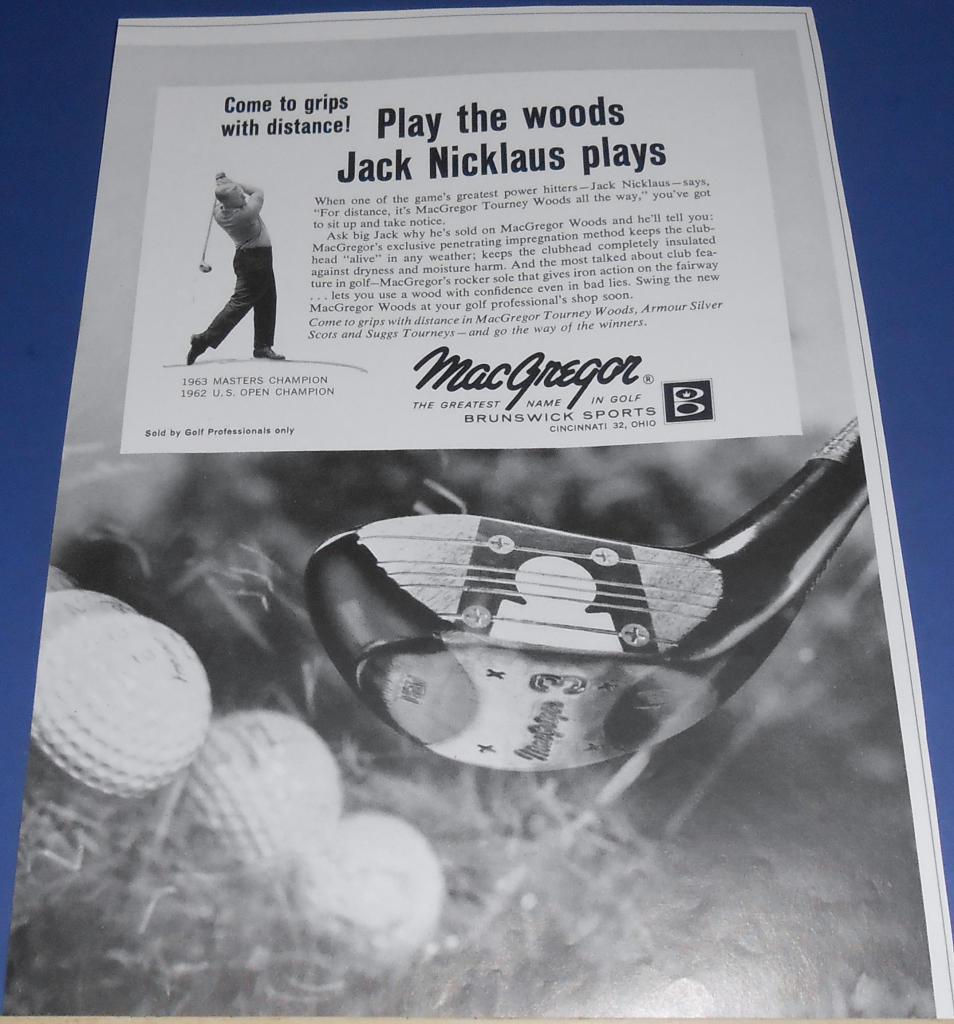 Come to grips
with distance!
Play the woods
Jack Nicklaus plays
When one of the game's greatest power hitters—Jack Nicklaus—says,
"For distance, it's MacGregor Tourney Woods all the way," you've got
to sit up and take notice.
Ask big Jack why he's sold on MacGregor Woods and he'll tell you:
MacGregor's exclusive penetrating impregnation method keeps the club-
head "alive" in any weather; keeps the clubhead completely insulated
against dryness and moisture harm. And the most talked about club fea-
ture in golf—MacGregor's rocker sole that gives iron action on the fairway
. . . lets you use a wood with confidence even in bad lies. Swing the new
MacGregor Woods at your golf professional's shop soon.
Come to grips with distance in MacGregor Tourney Woods, Armour Silver
Scots and Suggs Tourneys—and go the way of the winners.
1963 MASTERS CHAMPION
1962 U.S. OPEN CHAMPION
Sold by Golf Professionals only
MacGregor®
THE GREATEST NAME IN GOLF
BRUNSWICK SPORTS
CINCINNATI 32, OHIO
B
3
MacGregor